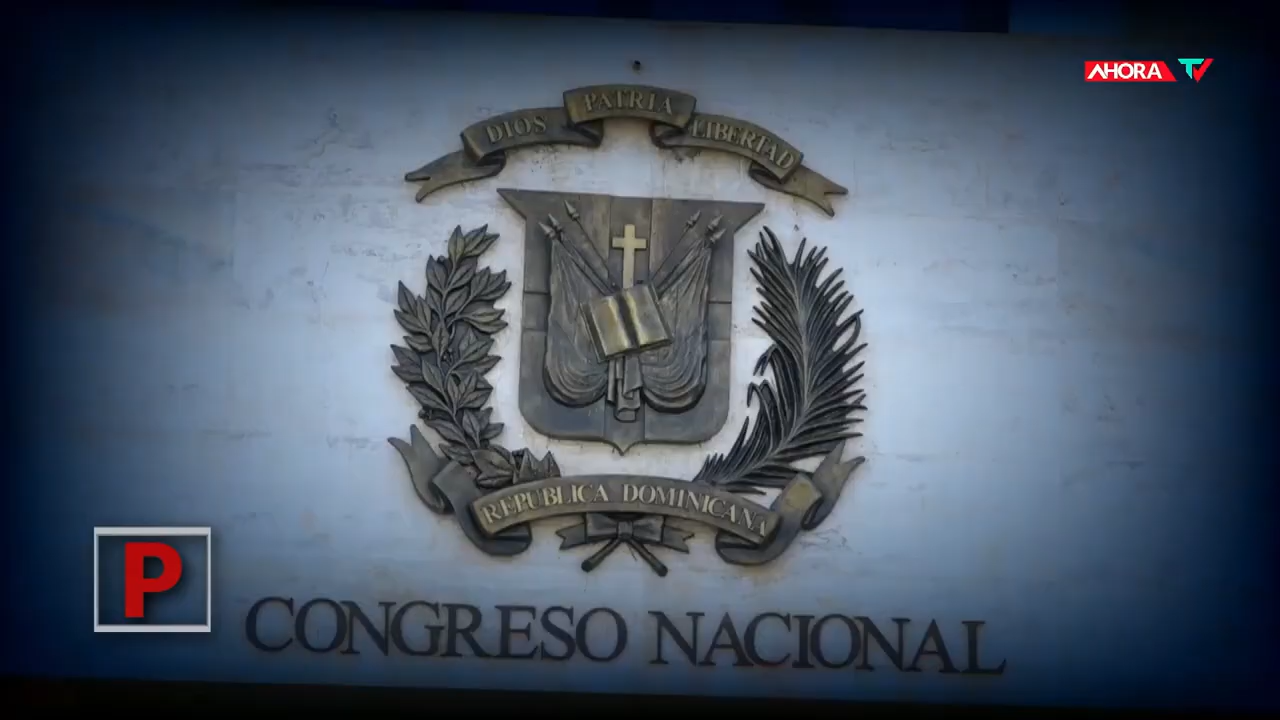 AHORA TV
DIOS PATRIA LIBERTAD
REPUBLICA DOMINICANA
P
CONGRESO NACIONAL